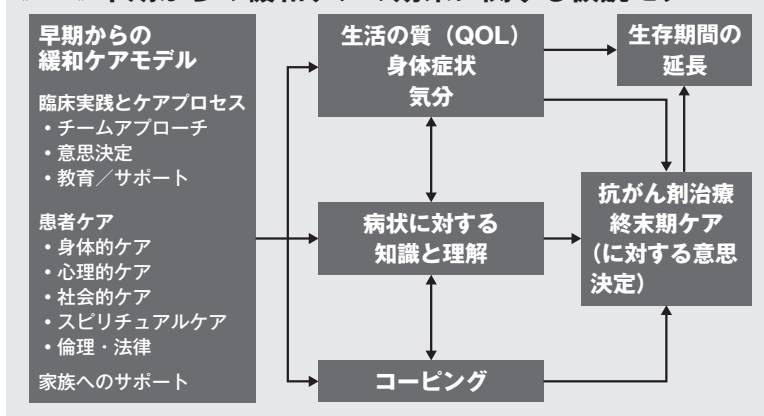 早期からの
緩和ケアモデル
臨床実践とケアプロセス
・チームアプローチ
・意思決定
・教育／サポート
患者ケア
・身体的ケア
・心理的ケア
・社会的ケア
・スピリチュアルケア
・倫理・法律
家族へのサポート
生活の質（QOL）
身体症状
気分
病状に対する
知識と理解
コーピング
生存期間の
延長
抗がん剤治療
終末期ケア
（に対する意思
決定）